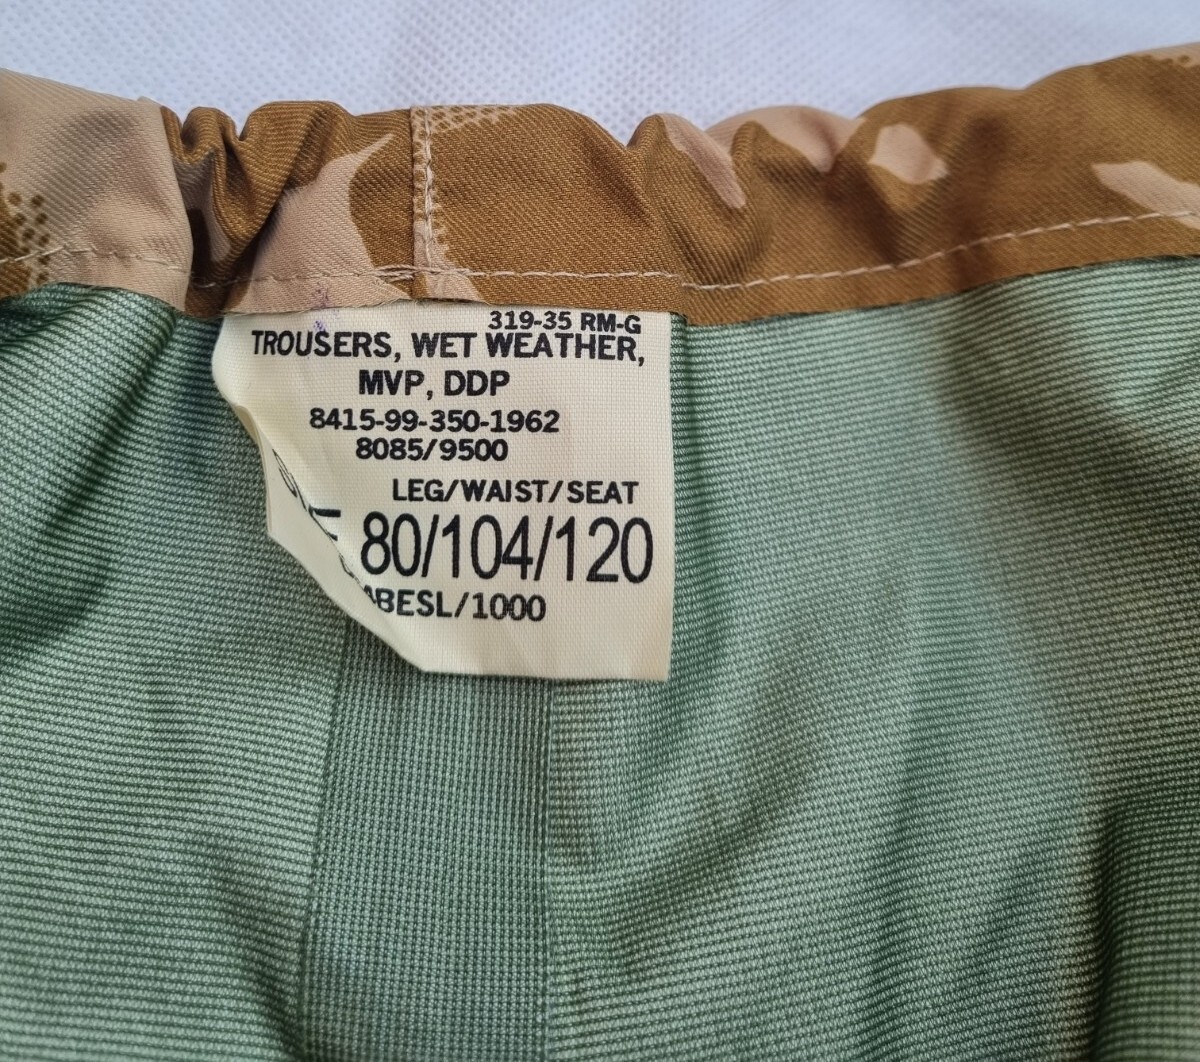 319-35 RM-G
TROUSERS, WET WEATHER,
MVP, DDP
8415-99-350-1962
8085/9500
LEG/WAIST/SEAT
80/104/120
ABESL/1000